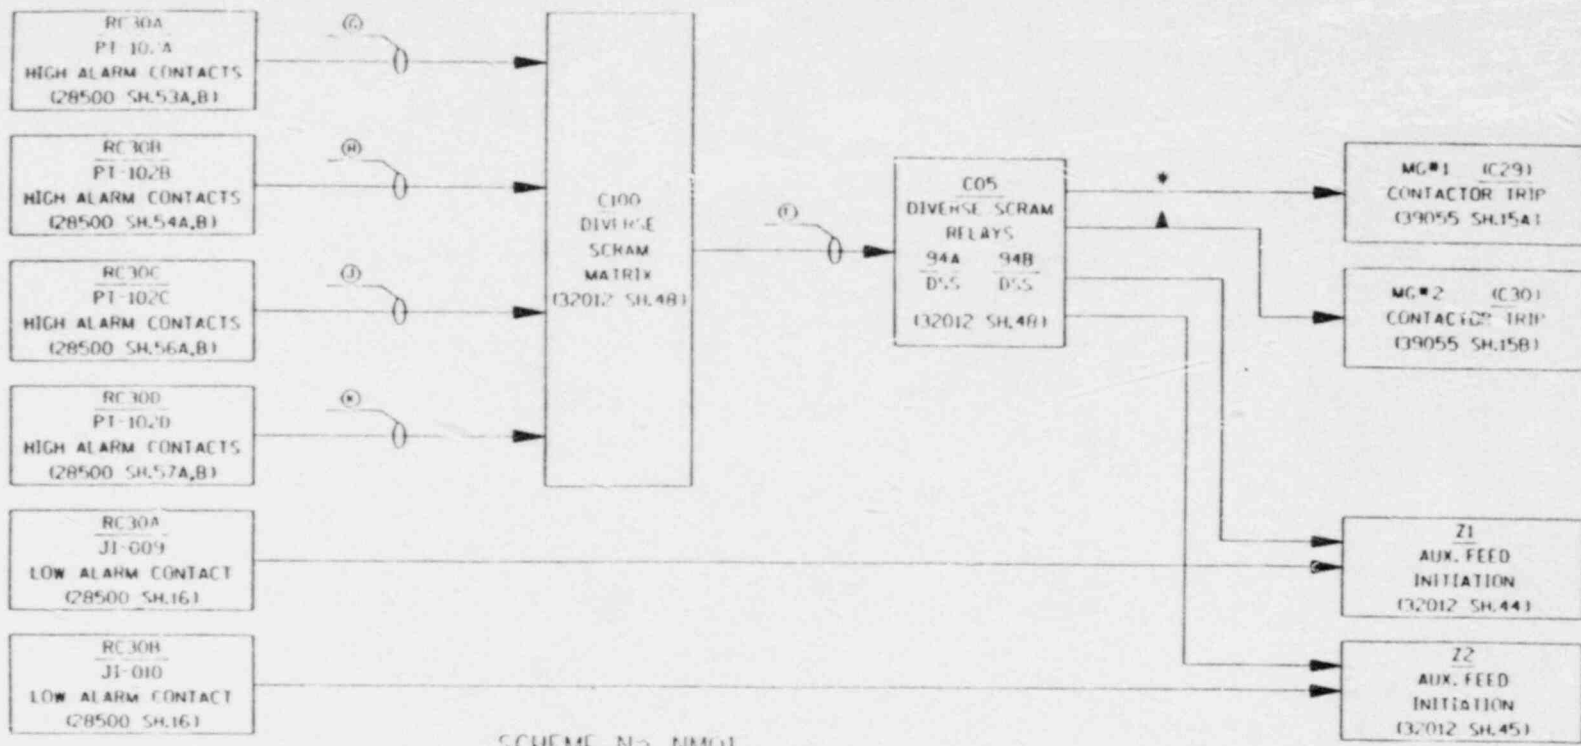 RC30A
HIGH ALARM CONTACTS
(28500 SH.53A,B)
RC30B
PT-102B
HIGH ALARM CONTACTS
(28500 SH.54A,B)
RC30C
PT-102C
HIGH ALARM CONTACTS
(28500 SH.56A,B)
RC30D
PT-102D
HIGH ALARM CONTACTS
(28500 SH.57A,B)
RC30A
JI-009
LOW ALARM CONTACT
(28500 SH.16)
RC30B
JI-010
LOW ALARM CONTACT
(28500 SH.16)
G
H
J
K
C100
DIVERSE
SCRAM
MATRIX
(32012 SH.48)
C05
DIVERSE SCRAM
RELAYS
94A 94B
DSS DSS
(32012 SH.48)
*
MG#1 (C29)
CONTACTOR TRIP
(39055 SH.15A)
MG#2 (C30)
CONTACTOR TRIP
(39055 SH.15B)
Z1
AUX. FEED
INITIATION
(32012 SH.44)
Z2
AUX. FEED
INITIATION
(32012 SH.45)
SCHEME No. NM01